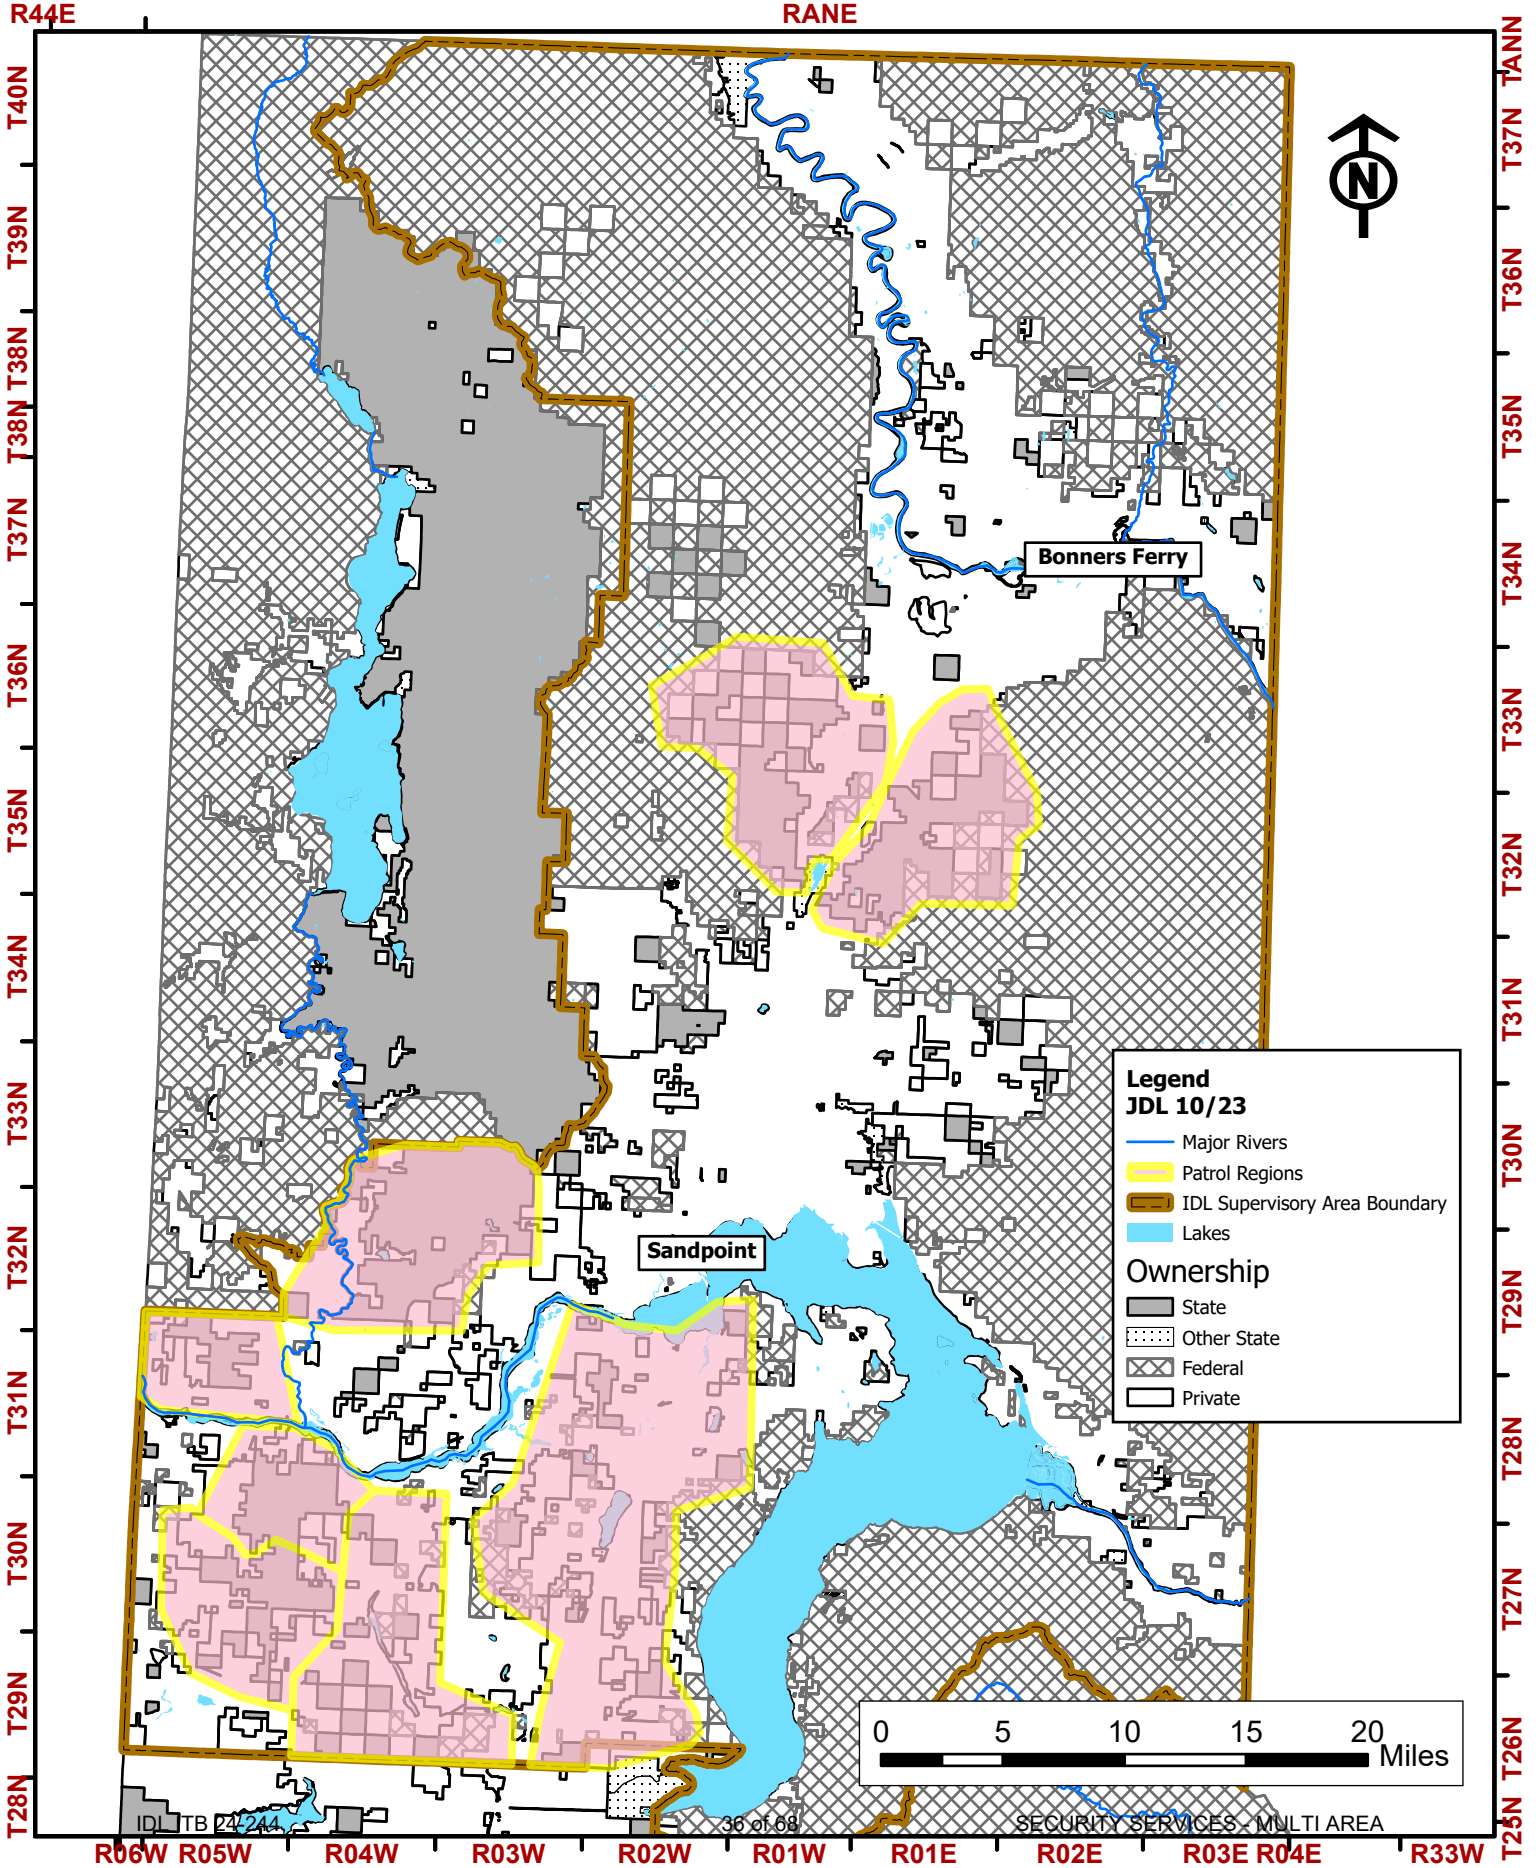 R44E
RANE
TANN
T40N
T39N
T38N
T38N
T37N
T36N
T35N
T34N
T33N
T32N
T31N
T30N
T29N
T28N
T37N
T36N
T35N
T34N
T33N
T32N
T31N
T30N
T29N
T28N
T27N
T26N
T25N
N
Bonners Ferry
Sandpoint
Legend
JDL 10/23
Major Rivers
Patrol Regions
IDL Supervisory Area Boundary
Lakes
Ownership
State
Other State
Federal
Private
0 5 10 15 20
Miles
IDL ITB 24-244
36 of 68
SECURITY SERVICES - MULTI AREA
R06W R05W R04W R03W R02W R01W R01E R02E R03E R04E R33W